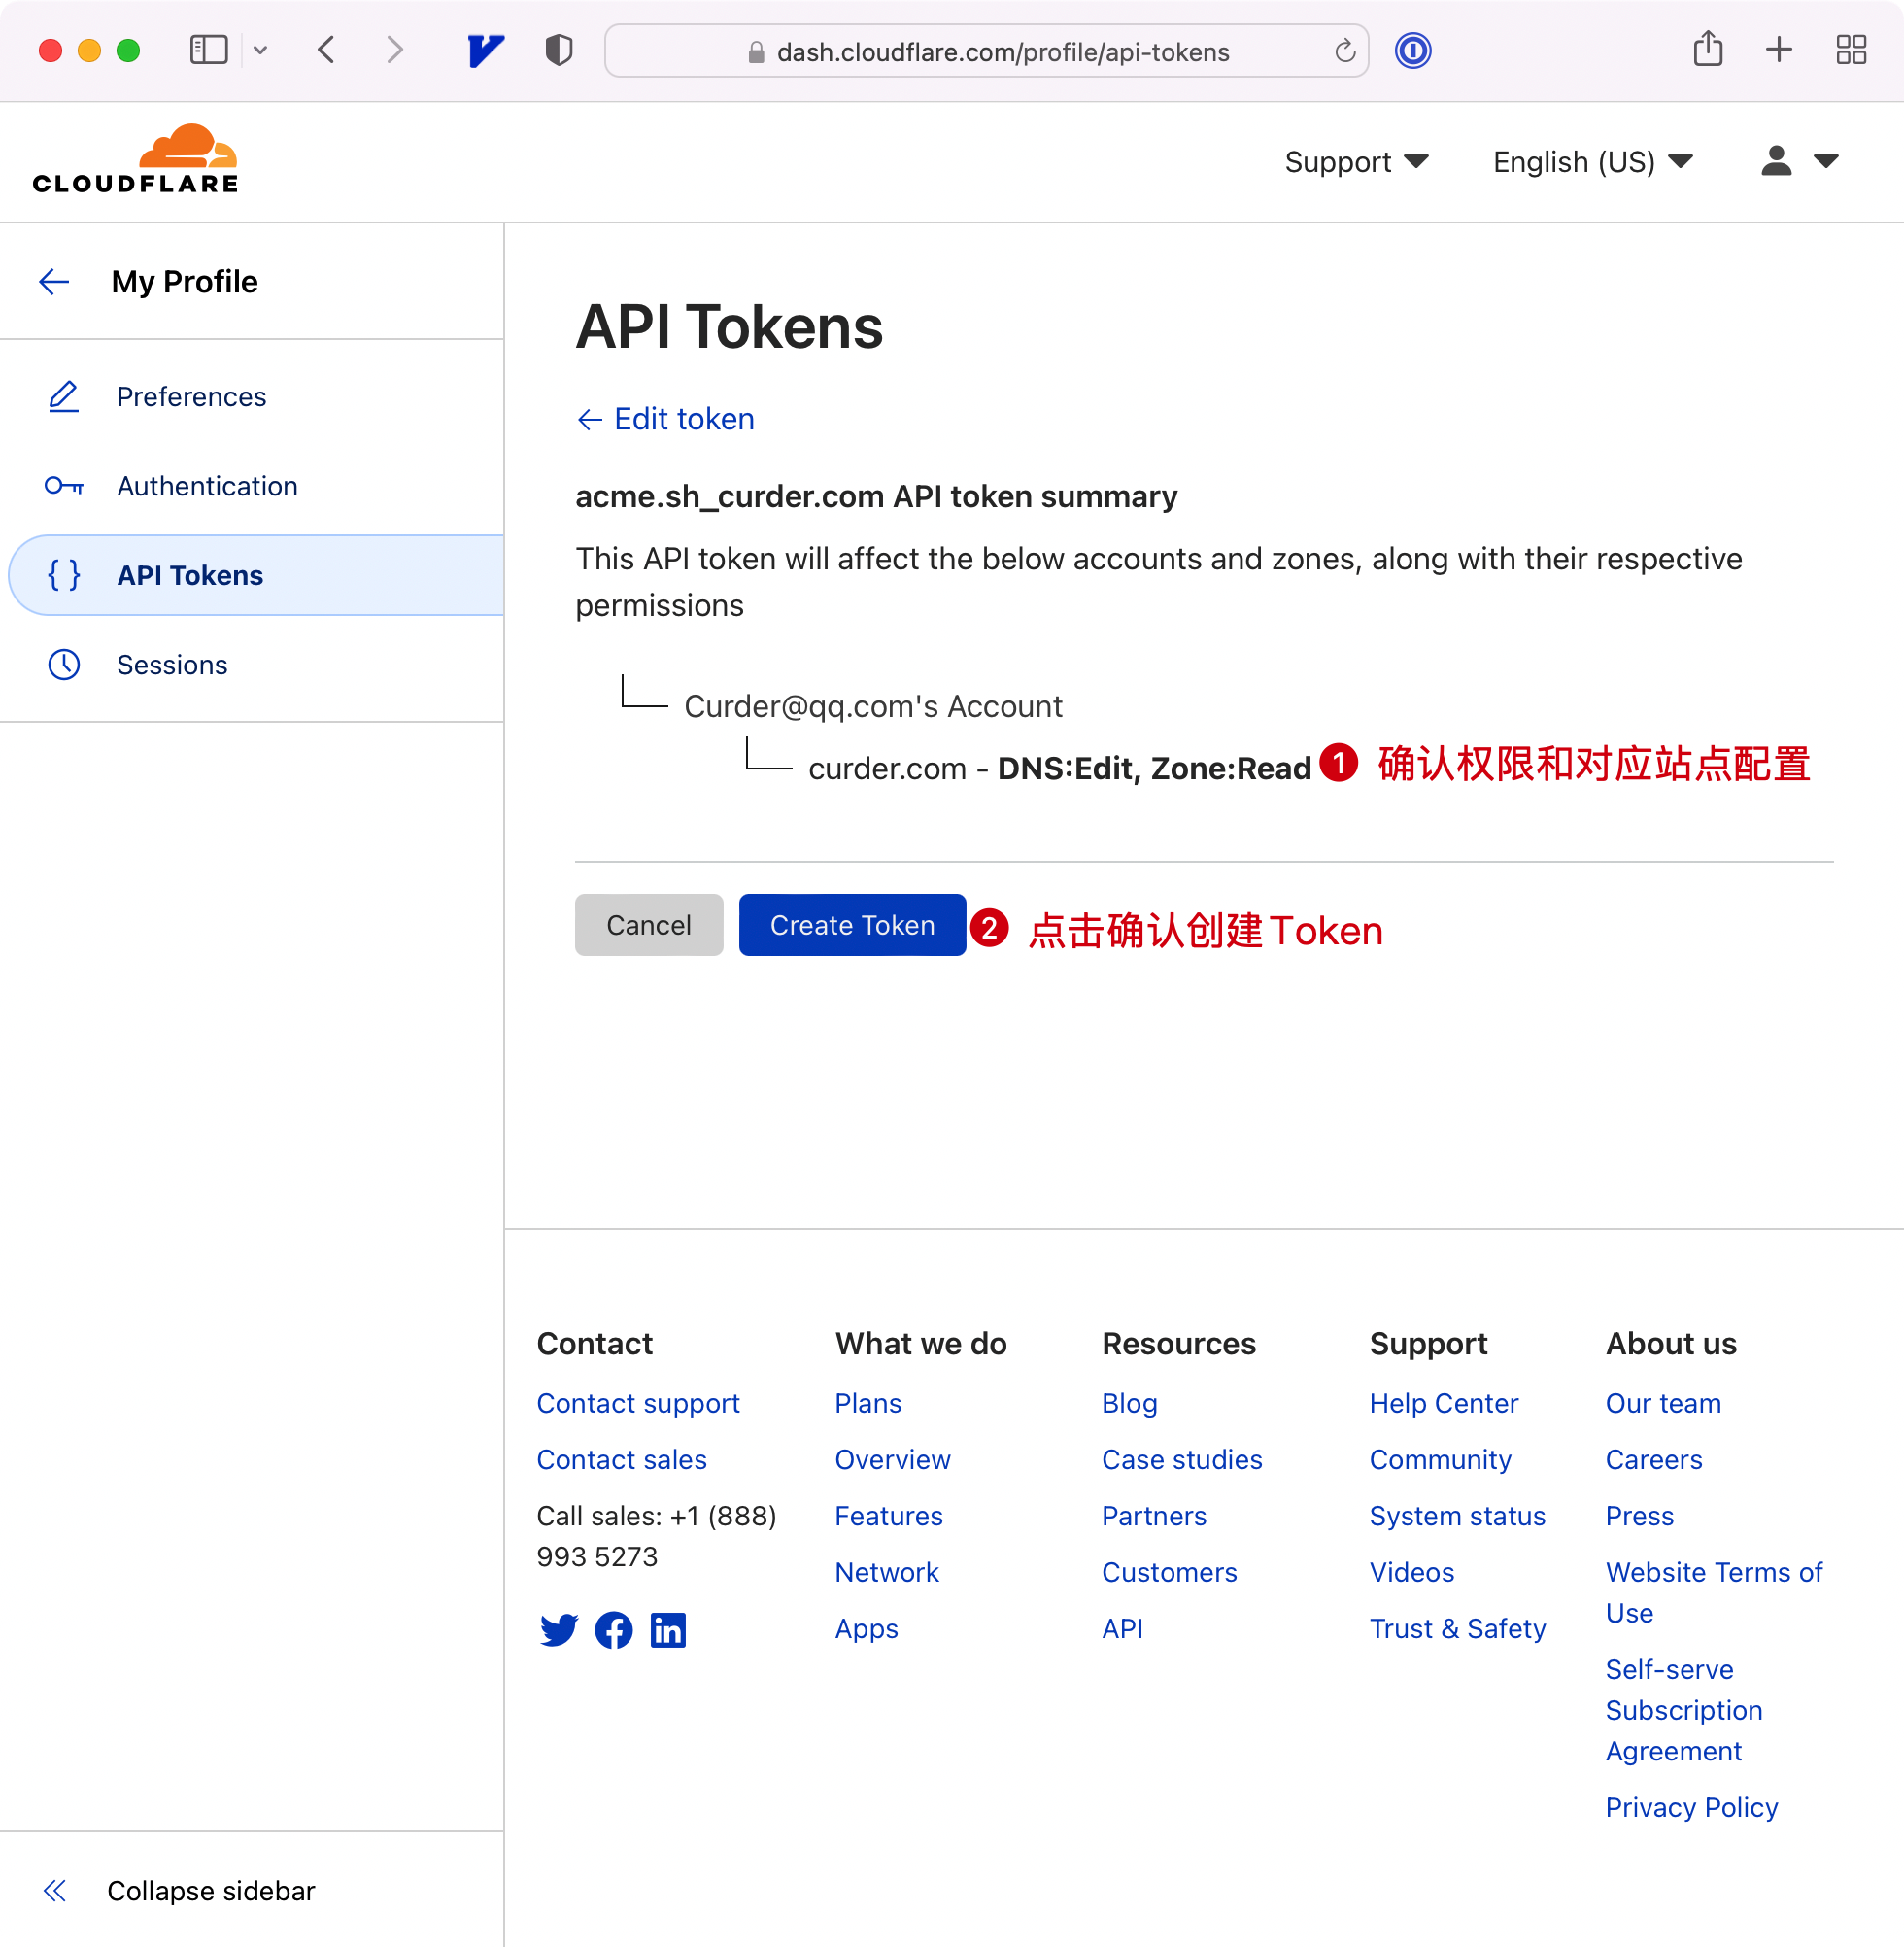 dash.cloudflare.com/profile/api-tokens
CLOUDFLARE
Support
English (US)
My Profile
Preferences
Authentication
API Tokens
Sessions
API Tokens
← Edit token
acme.sh_curder.com API token summary
This API token will affect the below accounts and zones, along with their respective
permissions
Curder@qq.com's Account
curder.com - DNS:Edit, Zone:Read
1 确认权限和对应站点配置
Cancel
Create Token
2 点击确认创建Token
Contact
Contact support
Contact sales
Call sales: +1 (888)
993 5273
What we do
Plans
Overview
Features
Network
Apps
Resources
Blog
Case studies
Partners
Customers
API
Support
Help Center
Community
System status
Videos
Trust & Safety
About us
Our team
Careers
Press
Website Terms of
Use
Self-serve
Subscription
Agreement
Privacy Policy
Collapse sidebar